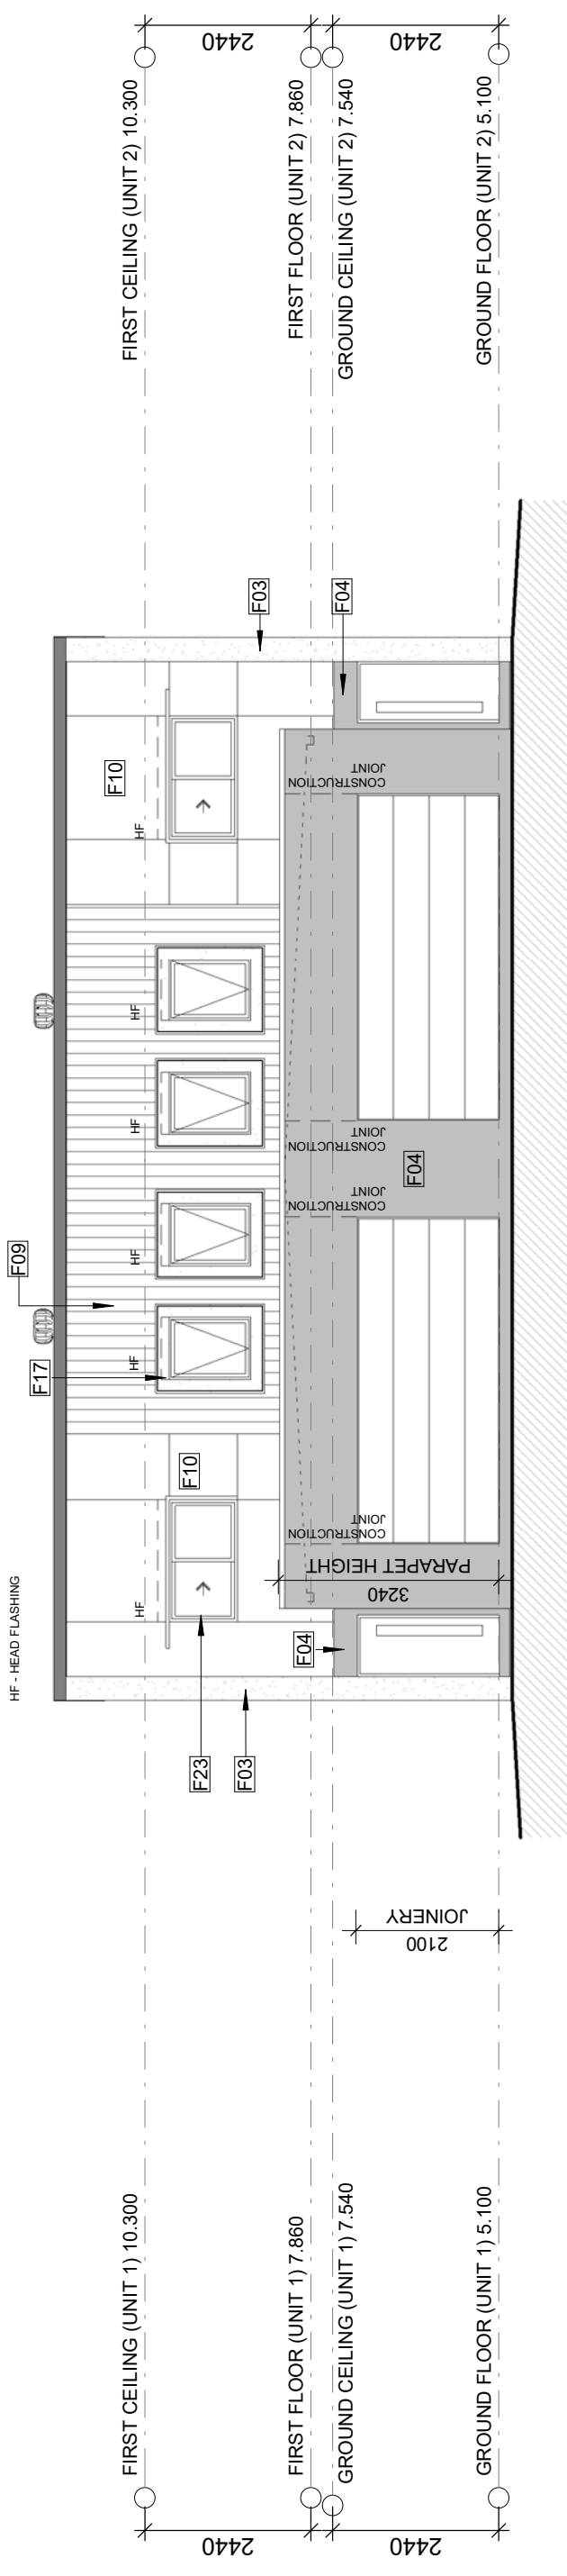 HF - HEAD FLASHING
F17
F09
FIRST CEILING (UNIT 1) 10.300
FIRST FLOOR (UNIT 1) 7.860
GROUND CEILING (UNIT 1) 7.540
GROUND FLOOR (UNIT 1) 5.100
2440
2440
2100
JOINERY
F23
F03
F04
F10
HF
HF
HF
HF
HF
HF
F10
F03
F04
3240
PARAPET HEIGHT
CONSTRUCTION
JOINT
CONSTRUCTION
JOINT
F04
CONSTRUCTION
JOINT
CONSTRUCTION
JOINT
FIRST CEILING (UNIT 2) 10.300
FIRST FLOOR (UNIT 2) 7.860
GROUND CEILING (UNIT 2) 7.540
GROUND FLOOR (UNIT 2) 5.100
2440
2440